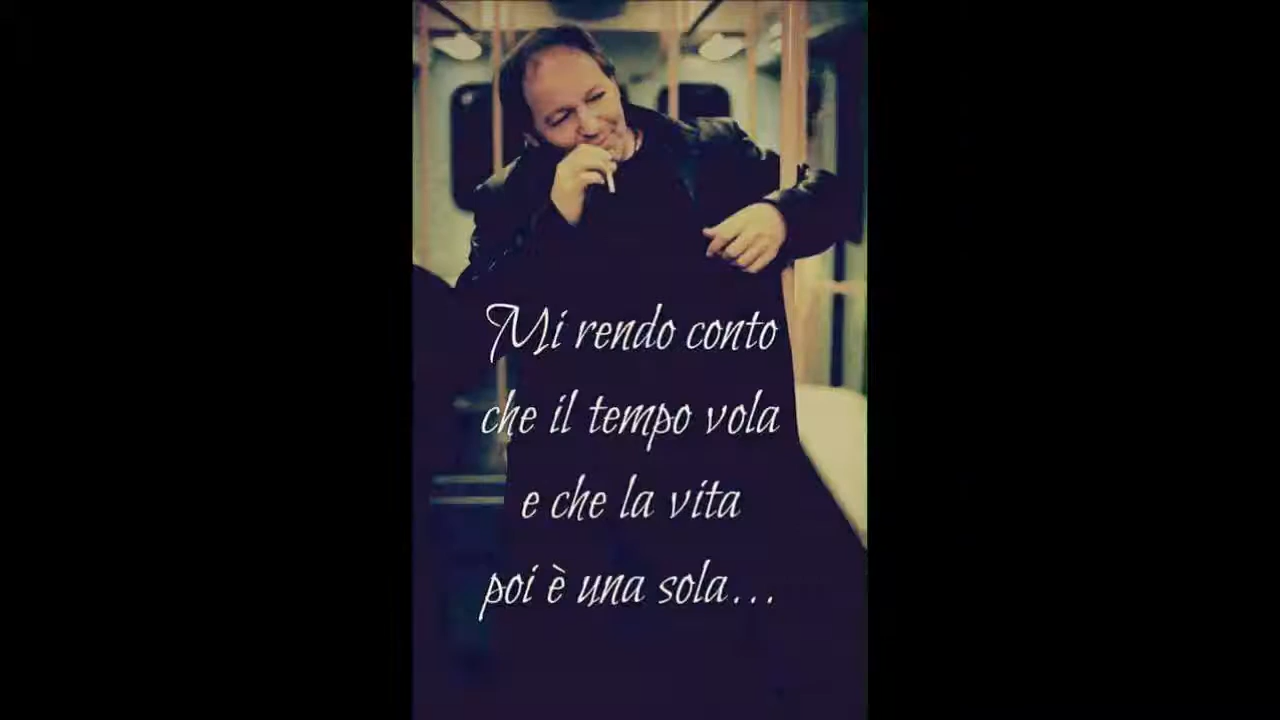 Mi rendo conto
che il tempo vola
e che la vita
poi è una sola...